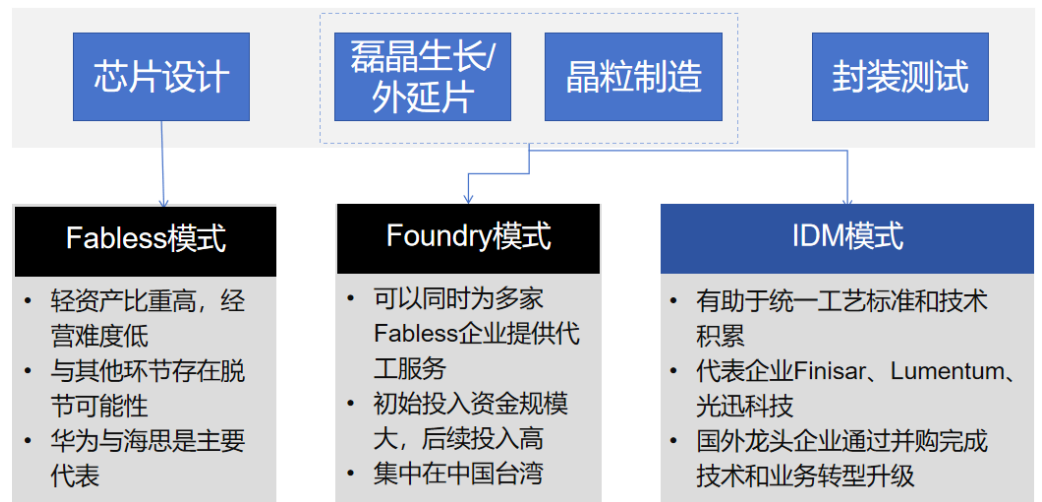 芯片设计
磊晶生长/
外延片
晶粒制造
封装测试
Fabless模式
• 轻资产比重高，经
营难度低
• 与其他环节存在脱
节可能性
• 华为与海思是主要
代表
Foundry模式
• 可以同时为多家
Fabless企业提供代
工服务
• 初始投入资金规模
大，后续投入高
• 集中在中国台湾
IDM模式
• 有助于统一工艺标准和技术
积累
• 代表企业Finisar、Lumentum、
光迅科技
• 国外龙头企业通过并购完成
技术和业务转型升级